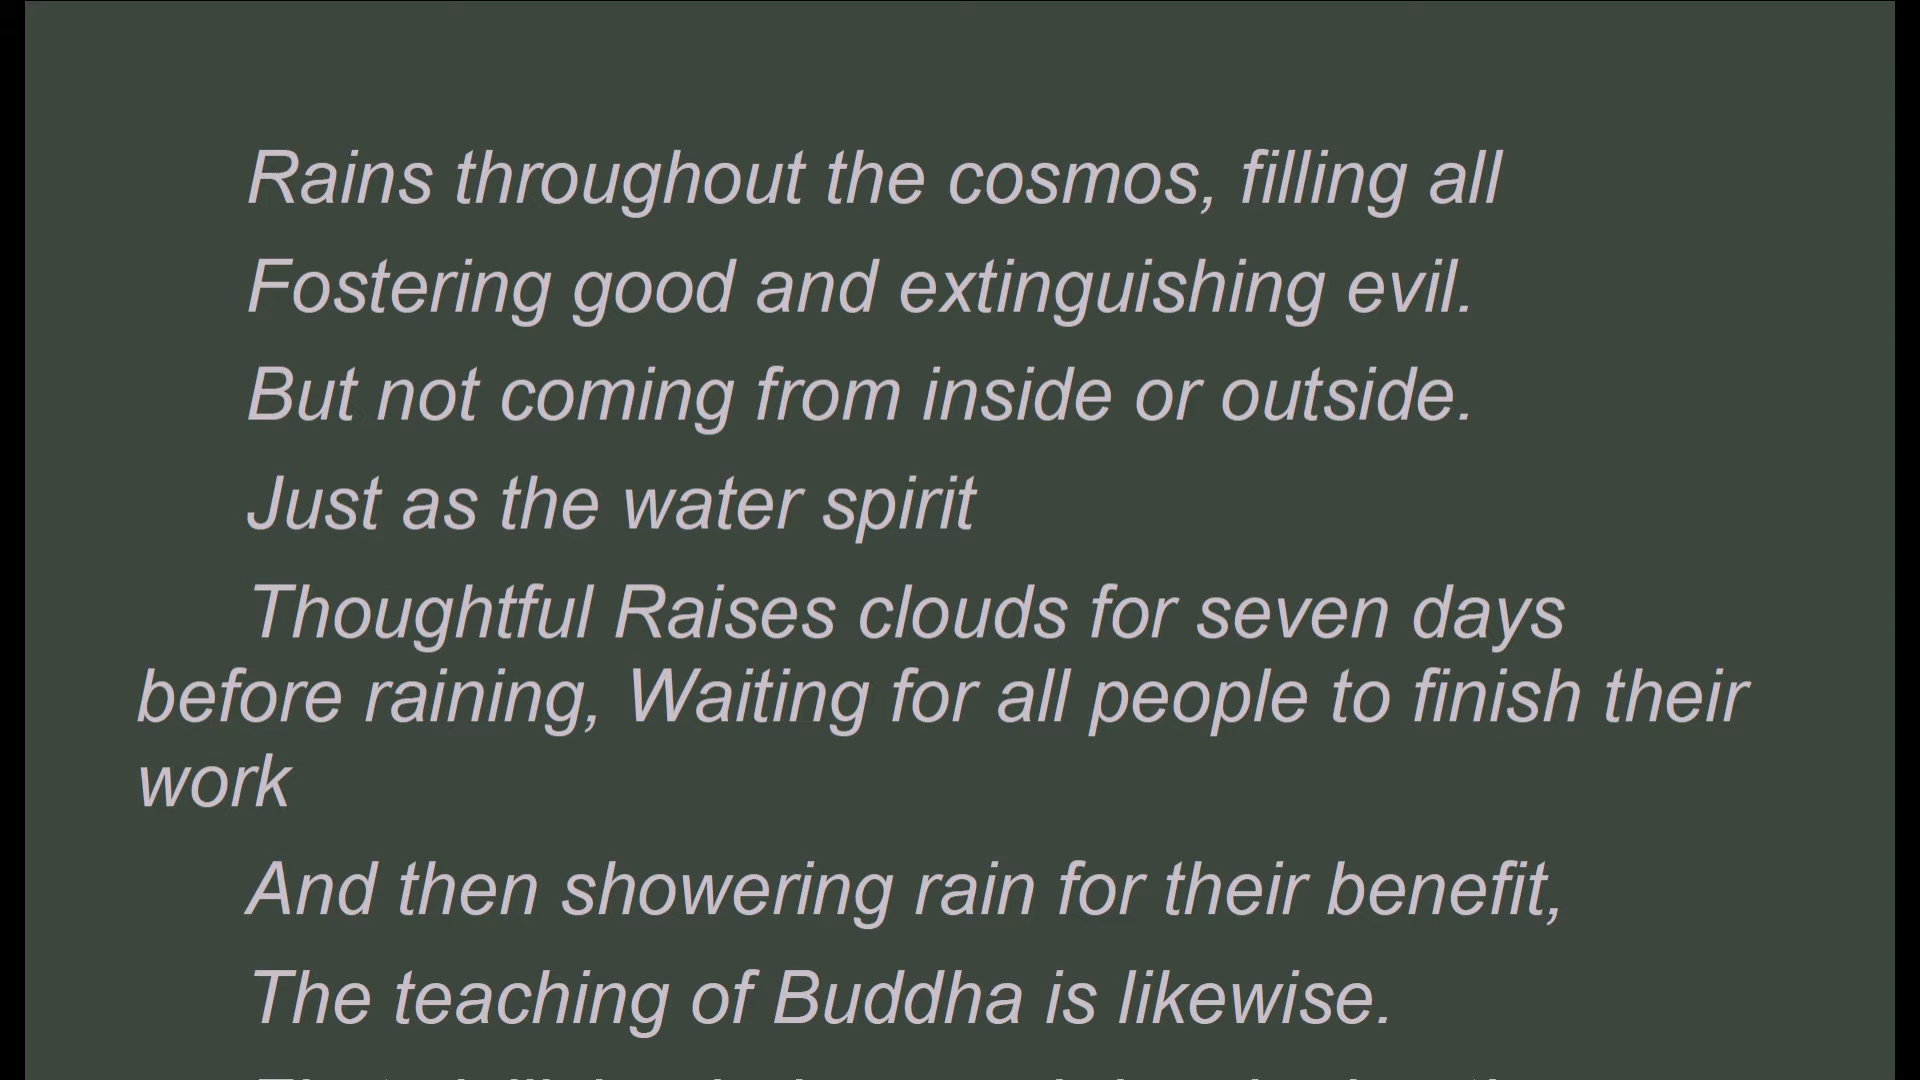 Rains throughout the cosmos, filling all
Fostering good and extinguishing evil.
But not coming from inside or outside.
Just as the water spirit
Thoughtful Raises clouds for seven days
before raining, Waiting for all people to finish their
work
And then showering rain for their benefit,
The teaching of Buddha is likewise.